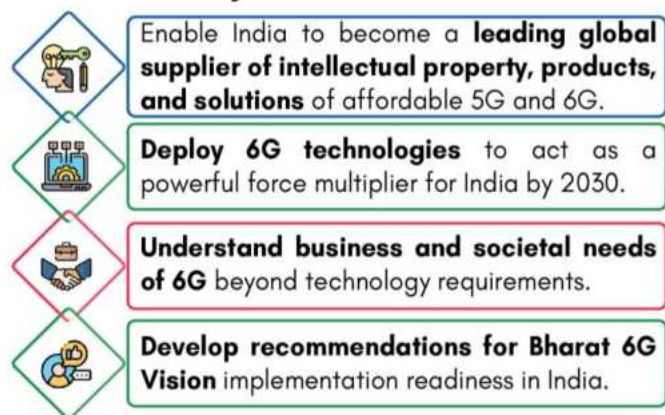 Enable India to become a leading global
supplier of intellectual property, products,
and solutions of affordable 5G and 6G.
Deploy 6G technologies to act as a
powerful force multiplier for India by 2030.
Understand business and societal needs
of 6G beyond technology requirements.
Develop recommendations for Bharat 6G
Vision implementation readiness in India.